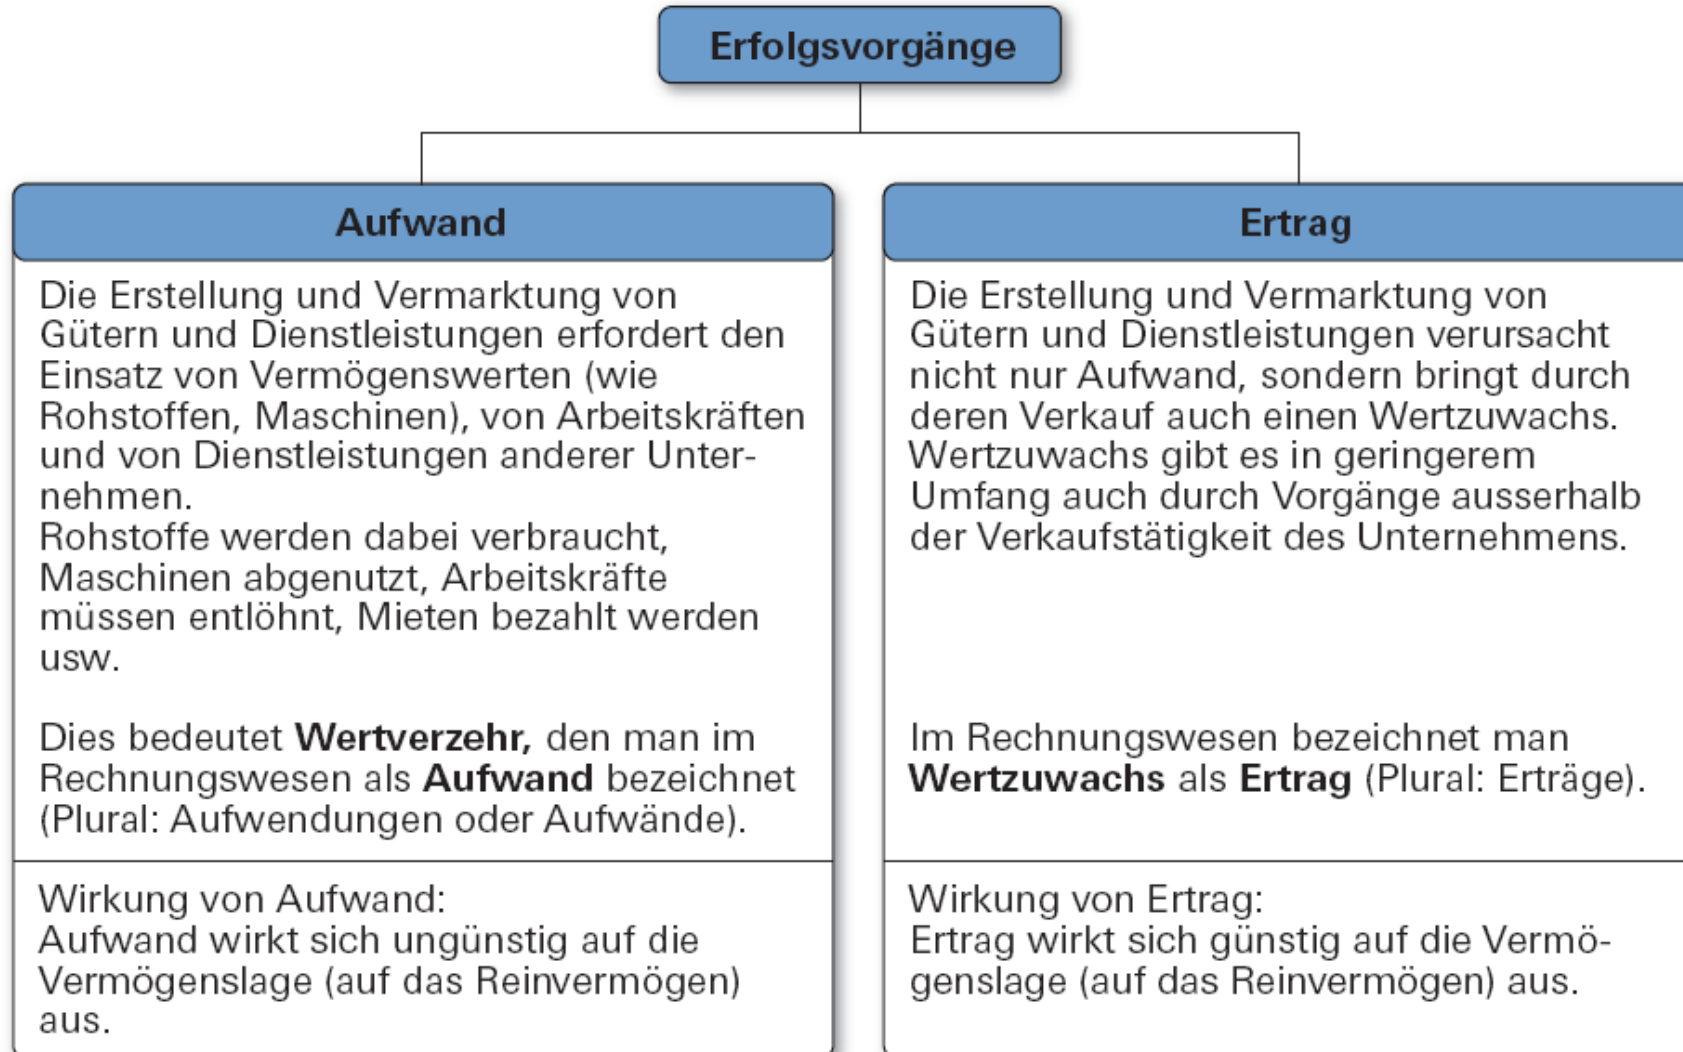 Erfolgsvorgänge
Aufwand
Die Erstellung und Vermarktung von
Gütern und Dienstleistungen erfordert den
Einsatz von Vermögenswerten (wie
Rohstoffen, Maschinen), von Arbeitskräften
und von Dienstleistungen anderer Unter-
nehmen.
Rohstoffe werden dabei verbraucht,
Maschinen abgenutzt, Arbeitskräfte
müssen entlöhnt, Mieten bezahlt werden
usw.
Dies bedeutet Wertverzehr, den man im
Rechnungswesen als Aufwand bezeichnet
(Plural: Aufwendungen oder Aufwände).
Wirkung von Aufwand:
Aufwand wirkt sich ungünstig auf die
Vermögenslage (auf das Reinvermögen)
aus.
Ertrag
Die Erstellung und Vermarktung von
Gütern und Dienstleistungen verursacht
nicht nur Aufwand, sondern bringt durch
deren Verkauf auch einen Wertzuwachs.
Wertzuwachs gibt es in geringerem
Umfang auch durch Vorgänge ausserhalb
der Verkaufstätigkeit des Unternehmens.
Im Rechnungswesen bezeichnet man
Wertzuwachs als Ertrag (Plural: Erträge).
Wirkung von Ertrag:
Ertrag wirkt sich günstig auf die Vermö-
genslage (auf das Reinvermögen) aus.